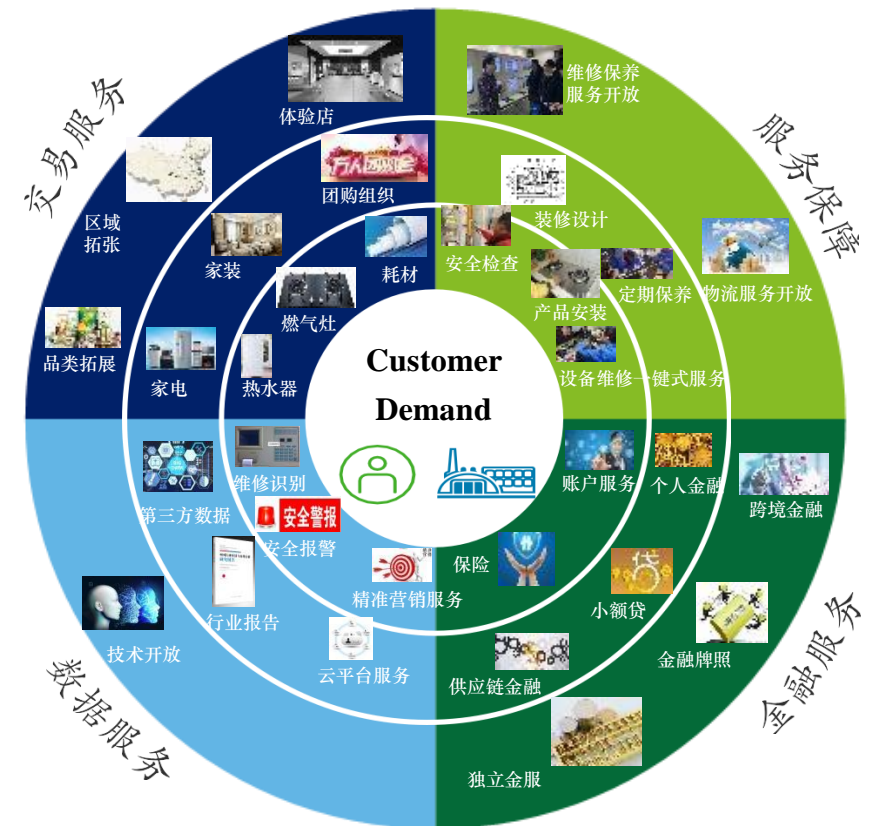 交易服务
体验店
团购组织
万人团购会
区域
拓张
家装
耗材
燃气灶
品类拓展
家电
热水器
服务保障
维修保养
服务开放
装修设计
安全检查
产品安装
定期保养
物流服务开放
设备维修一键式服务
Customer
Demand
数据服务
维修识别
第三方数据
安全警报
安全报警
精准营销服务
行业报告
技术开放
云平台服务
金融服务
账户服务
个人金融
跨境金融
保险
小额贷
贷
金融牌照
供应链金融
独立金服